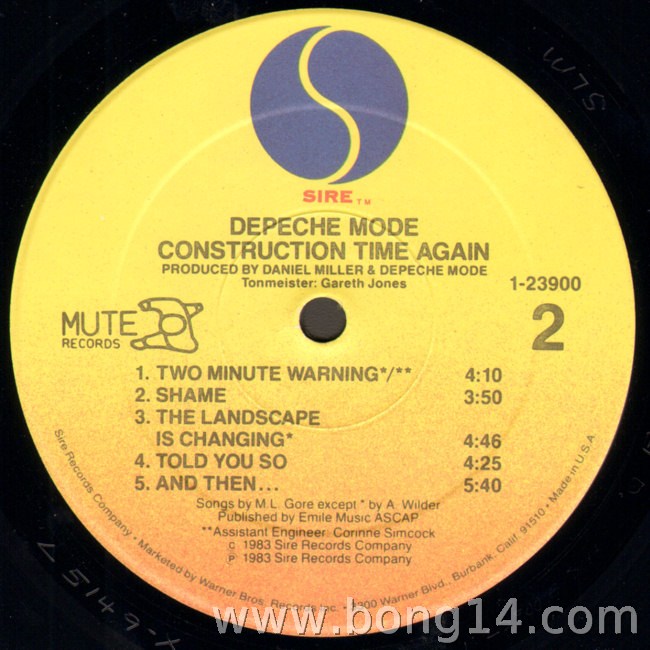 SIRE TM
DEPECHE MODE
CONSTRUCTION TIME AGAIN
PRODUCED BY DANIEL MILLER & DEPECHE MODE
Tonmeister: Gareth Jones
1-23900
MUTE
RECORDS
2
1. TWO MINUTE WARNING*/** 4:10
2. SHAME 3:50
3. THE LANDSCAPE
IS CHANGING* 4:46
4. TOLD YOU SO 4:25
5. AND THEN... 5:40
Songs by M.L. Gore except * by A. Wilder
Published by Emile Music ASCAP
**Assistant Engineer: Corinne Simcock
C 1983 Sire Records Company
P 1983 Sire Records Company
Sire Records Company • Marketed by Warner Bros. Records Inc. • 3300 Warner Blvd., Burbank, Calif. 91510 • Made in U.S.A
SLM
www.bong14.com